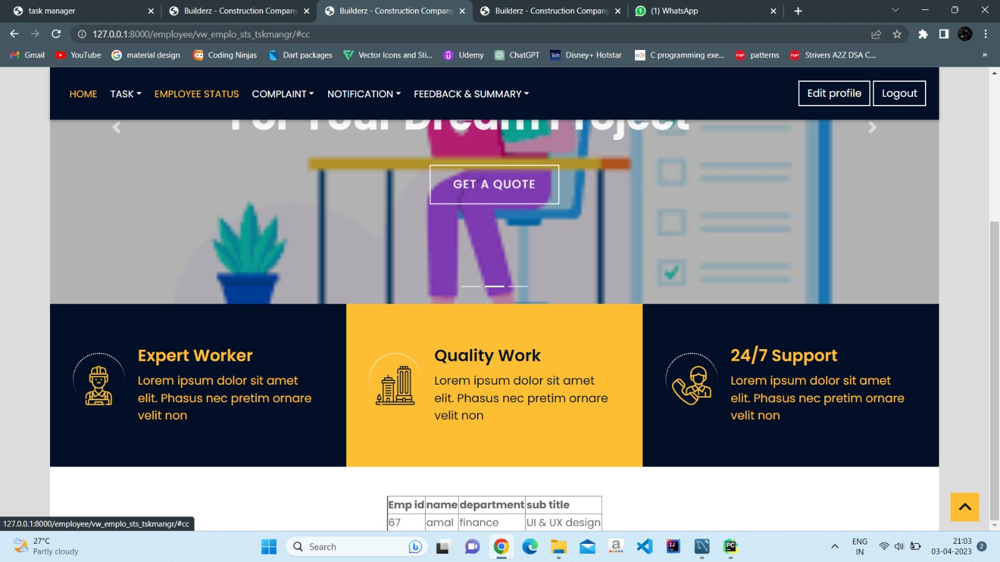 task manager
Builderz - Construction Company
Builderz - Construction Company
Builderz - Construction Company
(1) WhatsApp
127.0.0.1:8000/employee/vw_emplo_sts_tskmangr/#cc
Gmail
YouTube
material design
Coding Ninjas
Dart packages
Vector Icons and Sti...
Udemy
ChatGPT
Disney+ Hotstar
C programming exe...
patterns
Strivers A2Z DSA C...
HOME
TASK
EMPLOYEE STATUS
COMPLAINT
NOTIFICATION
FEEDBACK & SUMMARY
Edit profile
Logout
For Your Dream Project
GET A QUOTE
Expert Worker
Lorem ipsum dolor sit amet
elit. Phasus nec pretim ornare
velit non
Quality Work
Lorem ipsum dolor sit amet
elit. Phasus nec pretim ornare
velit non
24/7 Support
Lorem ipsum dolor sit amet
elit. Phasus nec pretim ornare
velit non
Emp id name department sub title
67 amal finance UI & UX design
127.0.0.1:8000/employee/vw_emplo_sts_tskmangr/#cc
27°C
Partly cloudy
Search
ENG
IN
21:03
03-04-2023
2